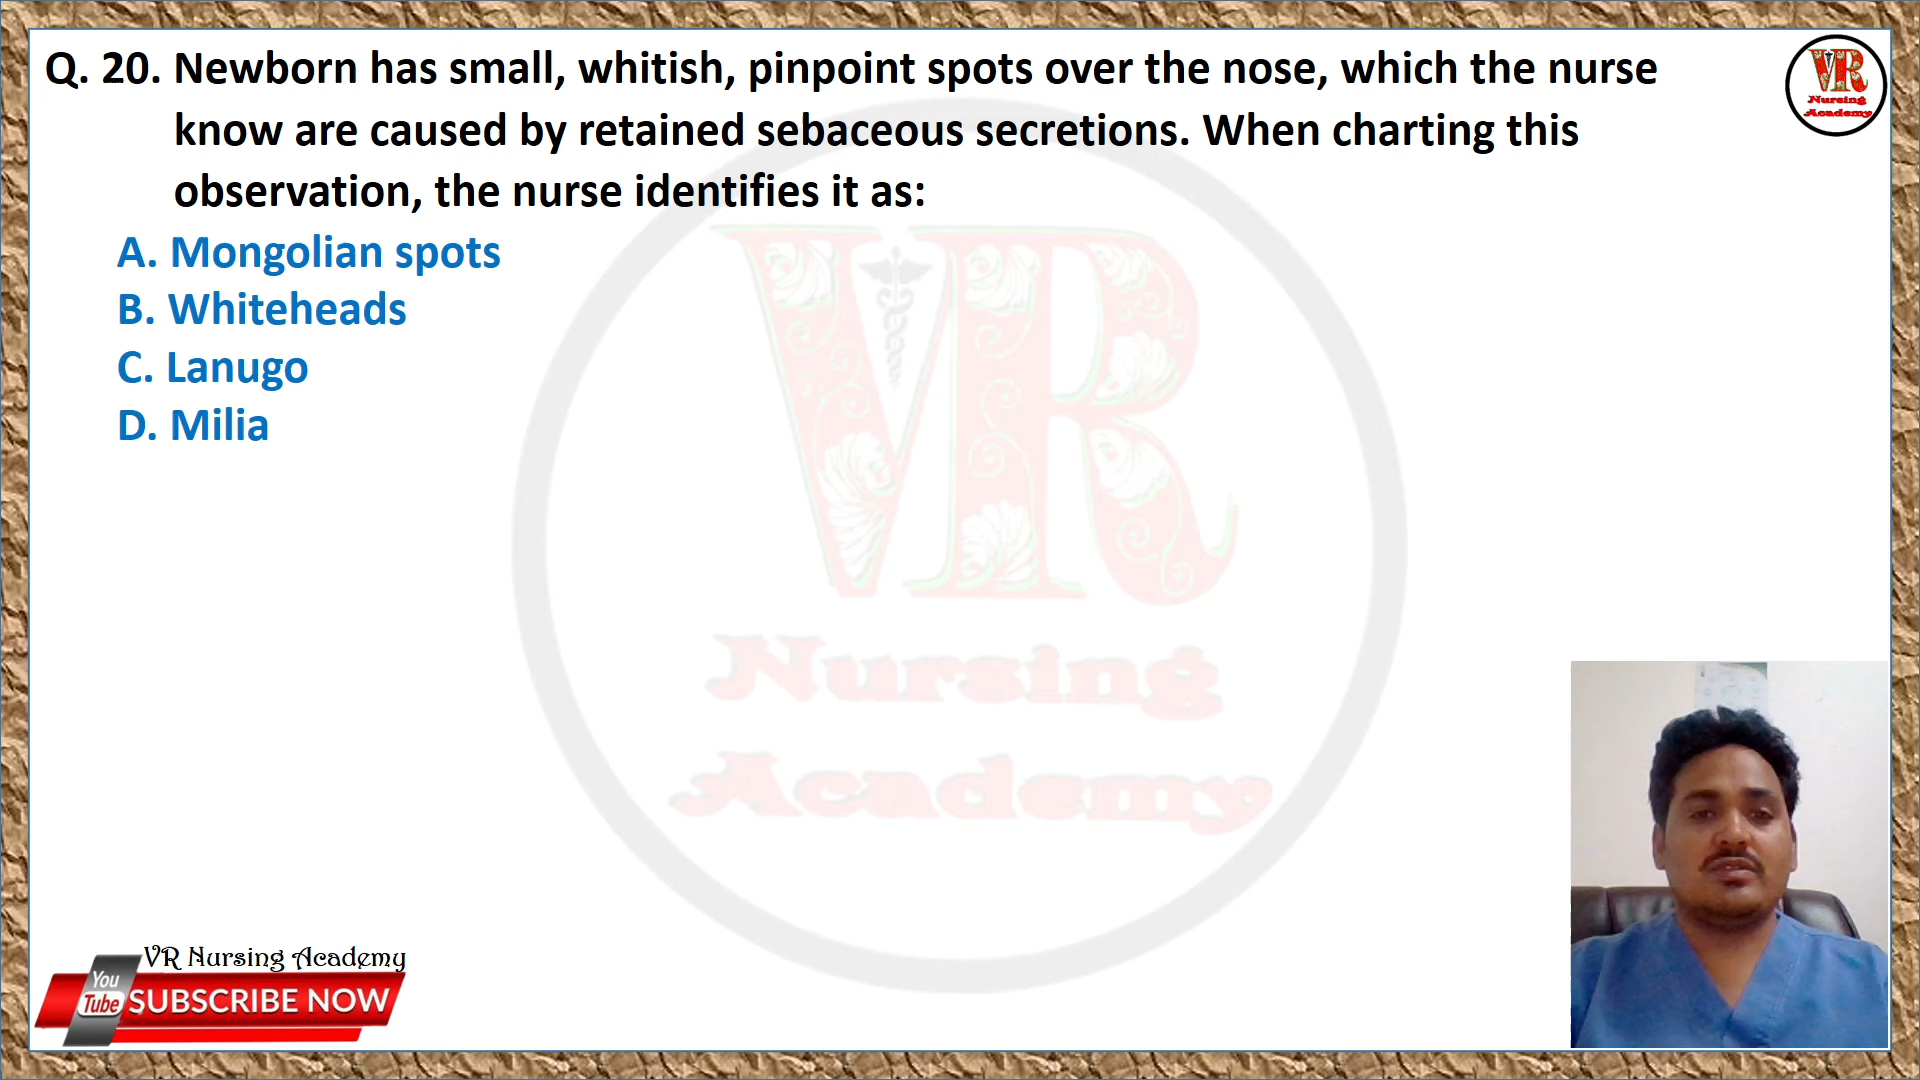 Q. 20. Newborn has small, whitish, pinpoint spots over the nose, which the nurse
know are caused by retained sebaceous secretions. When charting this
observation, the nurse identifies it as:
A. Mongolian spots
B. Whiteheads
C. Lanugo
D. Milia
VR
Nursing
Academy
VR
Nursing
Academy
VR Nursing Academy
You
Tube
SUBSCRIBE NOW